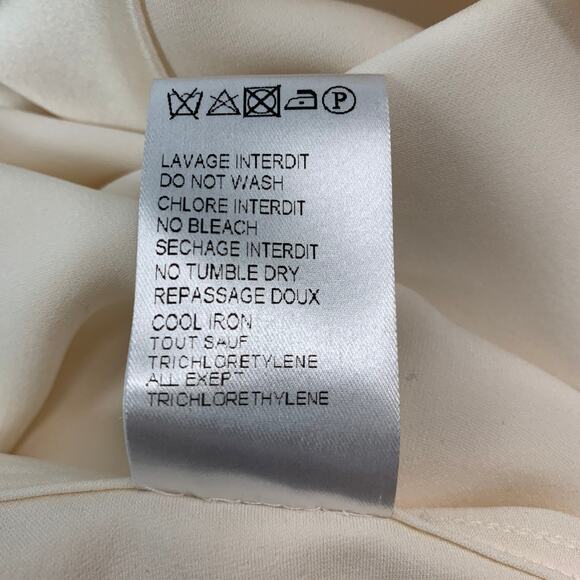 P
LAVAGE INTERDIT
DO NOT WASH
CHLORE INTERDIT
NO BLEACH
SECHAGE INTERDIT
NO TUMBLE DRY
REPASSAGE DOUX
COOL IRON
TOUT SAUF
TRICHLORETYLENE
ALL EXEPT
TRICHLORETHYLENE